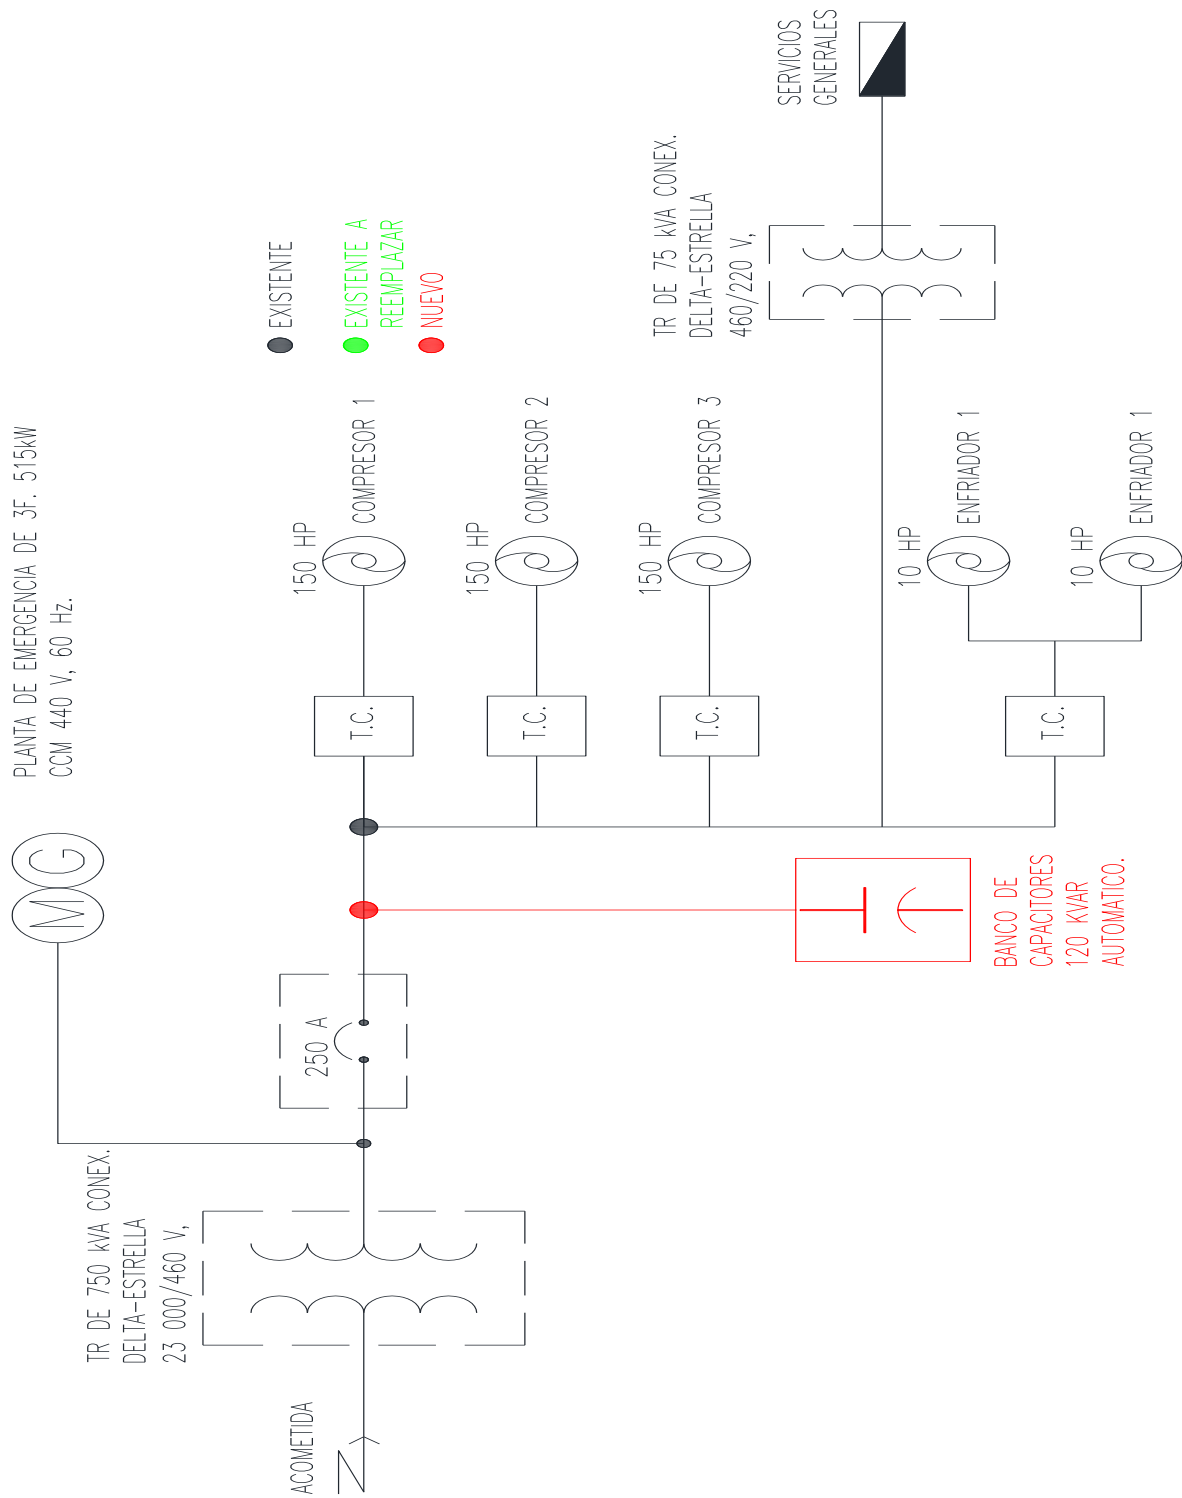 PLANTA DE EMERGENCIA DE 3F. 515kW
CCM 440 V, 60 Hz.
M
G
TR DE 750 kVA CONEX.
DELTA-ESTRELLA
23 000/460 V,
ACOMETIDA
250 A
EXISTENTE
EXISTENTE A
REEMPLAZAR
NUEVO
150 HP
COMPRESOR 1
T.C.
150 HP
COMPRESOR 2
T.C.
150 HP
COMPRESOR 3
T.C.
TR DE 75 kVA CONEX.
DELTA-ESTRELLA
460/220 V,
SERVICIOS
GENERALES
10 HP
ENFRIADOR 1
10 HP
ENFRIADOR 1
T.C.
BANCO DE
CAPACITORES
120 KVAR
AUTOMATICO.